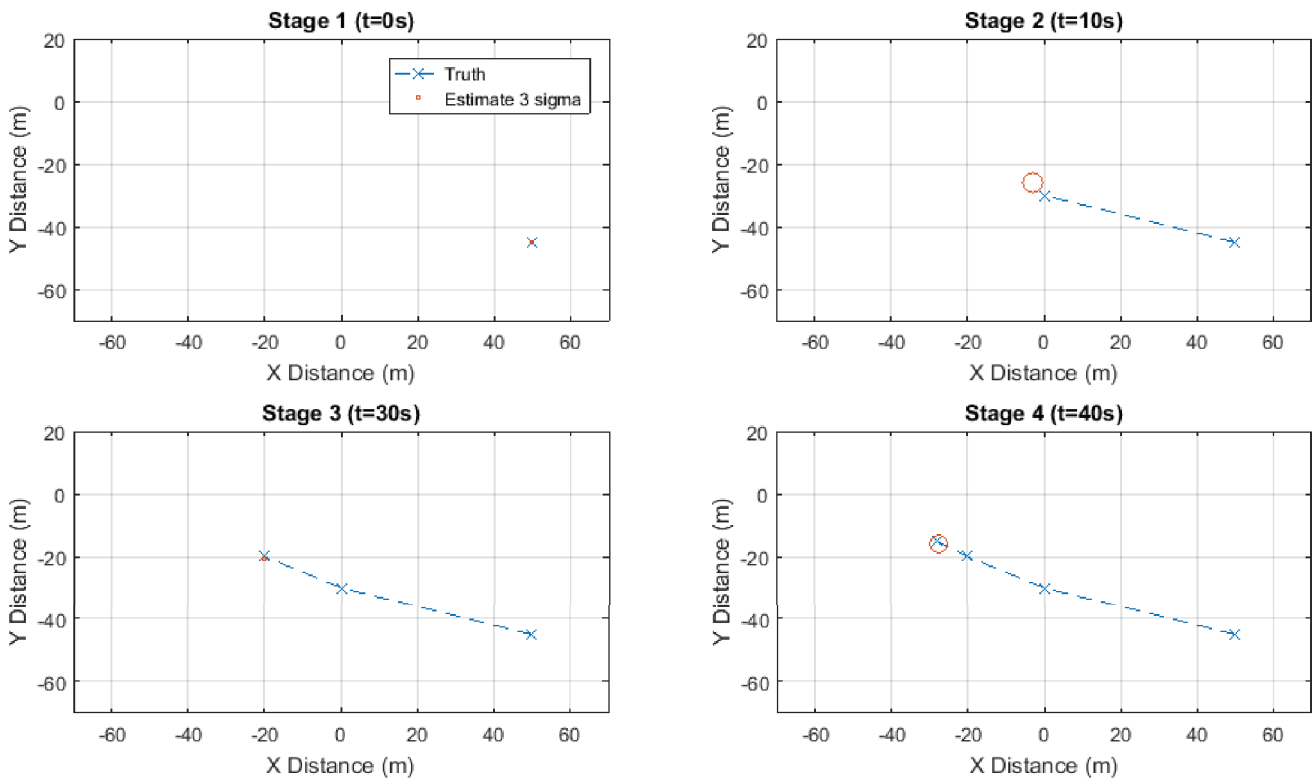 Stage 1 (t=0s)
20
0
-20
-40
-60
Y Distance (m)
Truth
Estimate 3 sigma
-60 -40 -20 0 20 40 60
X Distance (m)
Stage 2 (t=10s)
20
0
-20
-40
-60
Y Distance (m)
-60 -40 -20 0 20 40 60
X Distance (m)
Stage 3 (t=30s)
20
0
-20
-40
-60
Y Distance (m)
-60 -40 -20 0 20 40 60
X Distance (m)
Stage 4 (t=40s)
20
0
-20
-40
-60
Y Distance (m)
-60 -40 -20 0 20 40 60
X Distance (m)